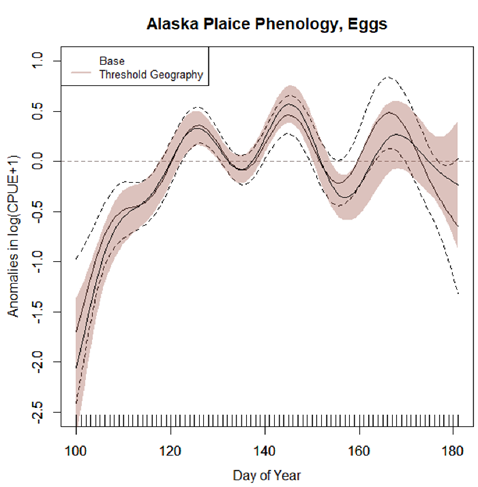 Alaska Plaice Phenology, Eggs
Base
Threshold Geography
1.0
0.5
0.0
-0.5
-1.0
-1.5
-2.0
-2.5
Anomalies in log(CPUE+1)
100 120 140 160 180
Day of Year